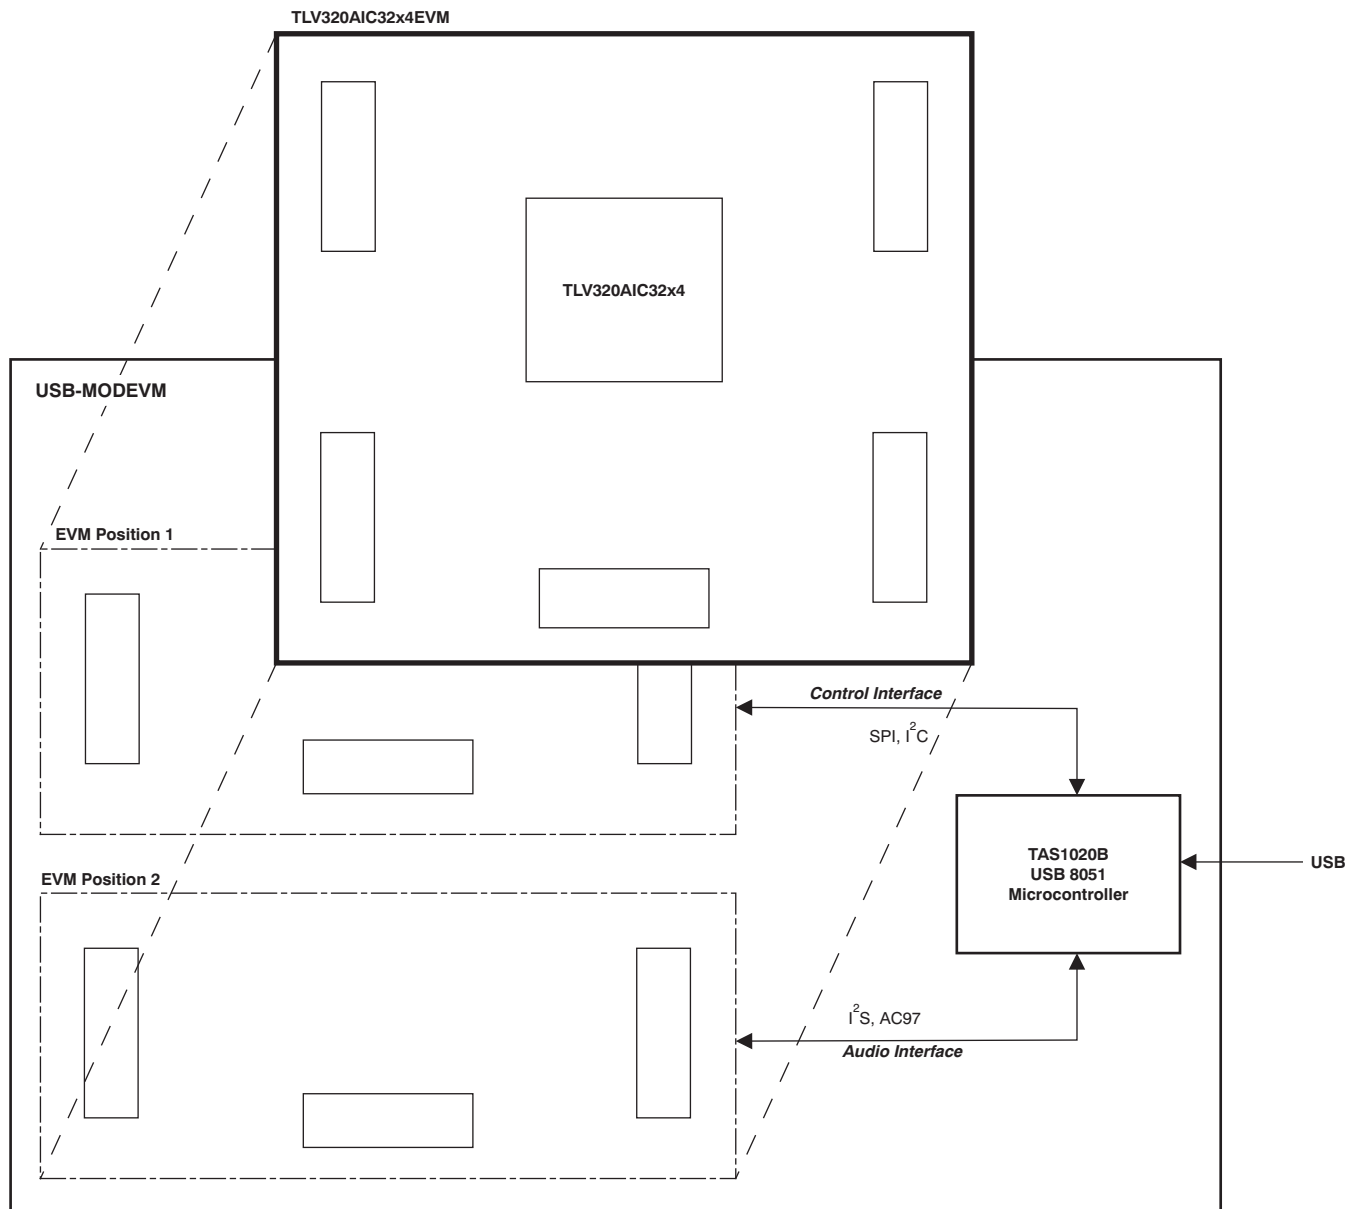 TLV320AIC32x4EVM
TLV320AIC32x4
USB-MODEVM
EVM Position 1
Control Interface
SPI, I²C
TAS1020B
USB 8051
Microcontroller
USB
EVM Position 2
I²S, AC97
Audio Interface